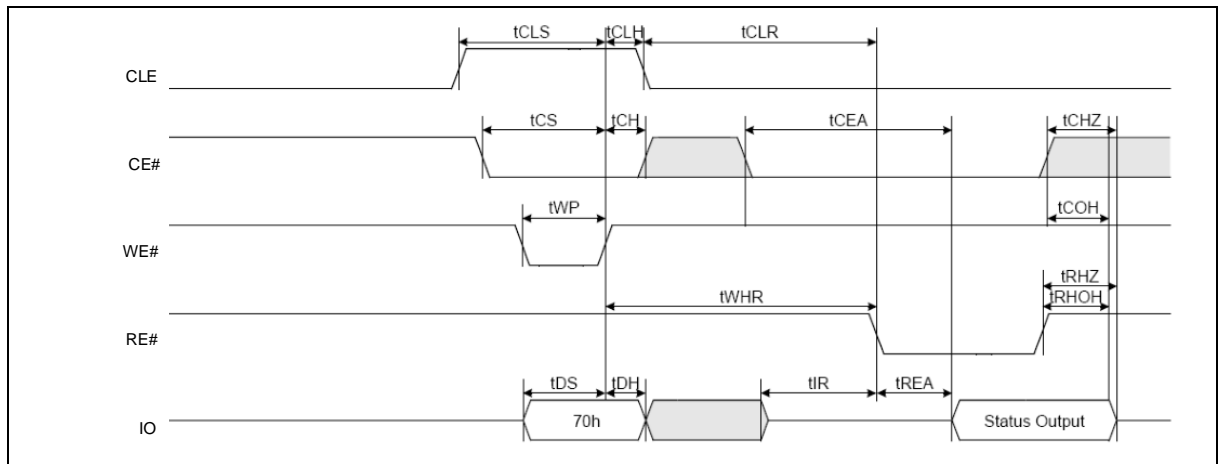 tCLS tCLH tCLR
CLE
tCS tCH tCEA tCHZ
CE#
tWP tCOH
WE#
tRHZ
tWHR tRHOH
RE#
tDS tDH tIR tREA
IO 70h Status Output